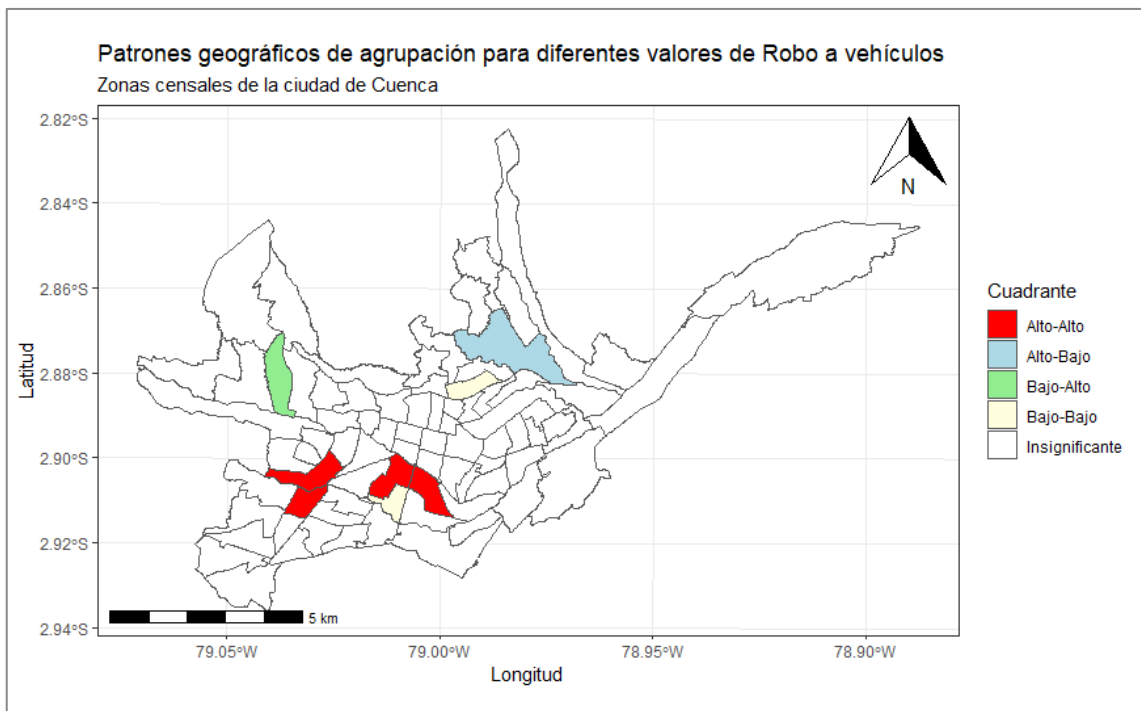 Patrones geográficos de agrupación para diferentes valores de Robo a vehículos
Zonas censales de la ciudad de Cuenca
2.82°S
2.84°S
2.86°S
2.88°S
2.90°S
2.92°S
2.94°S
Latitud
N
5 km
79.05°W
79.00°W
78.95°W
78.90°W
Longitud
Cuadrante
Alto-Alto
Alto-Bajo
Bajo-Alto
Bajo-Bajo
Insignificante